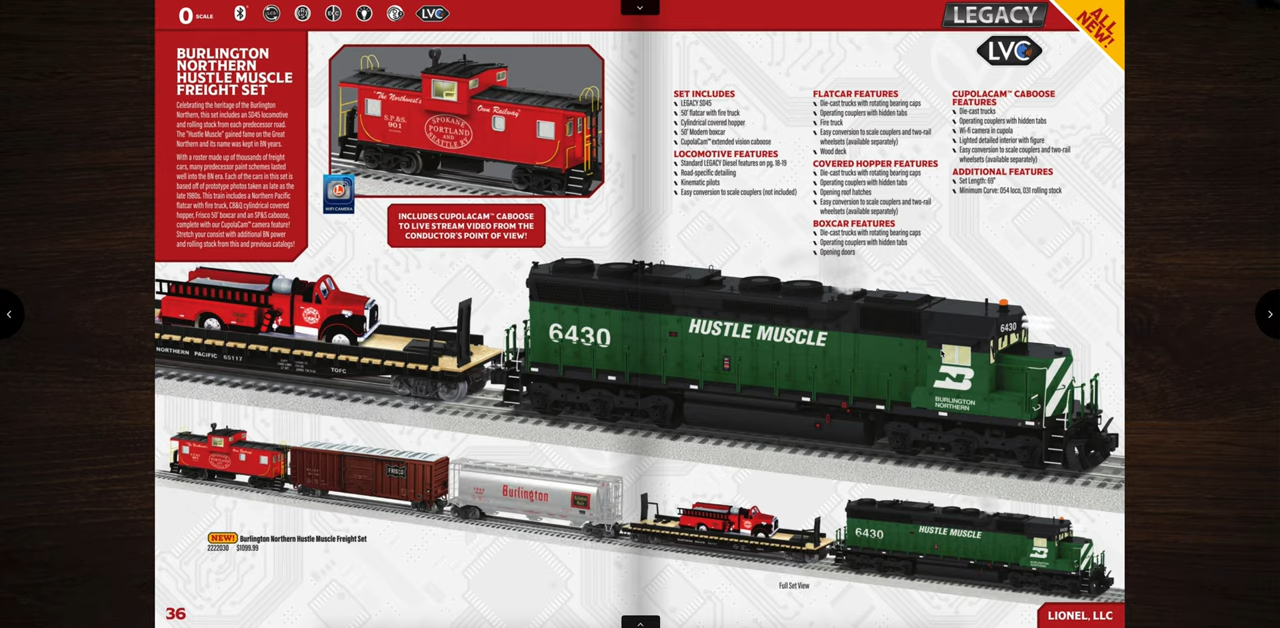 O SCALE
LVC
LEGACY
ALL
NEW!
LVC
BURLINGTON
NORTHERN
HUSTLE MUSCLE
FREIGHT SET
Celebrating the heritage of the Burlington
Northern, this set includes an SD45 locomotive
and rolling stock from each predecessor road.
The "Hustle Muscle" gained fame on the Great
Northern and its name was kept in BN years.
With a roster made up of thousands of freight
cars, many predecessor paint schemes lasted
well into the BN era. Each of the cars in this set is
based off of prototype photos taken as late as the
late 1980s. This train includes a Northern Pacific
flatcar with fire truck, CB&Q cylindrical covered
hopper, Frisco 50' boxcar and an SP&S caboose,
complete with our CupolaCam™ camera feature!
Stretch your consist with additional BN power
and rolling stock from this and previous catalogs!
"The Northwest's
Own Railway"
S.P.&S.
901
SPOKANE
PORTLAND
AND
SEATTLE RY
WIFI CAMERA
INCLUDES CUPOLACAM™ CABOOSE
TO LIVE STREAM VIDEO FROM THE
CONDUCTOR'S POINT OF VIEW!
SET INCLUDES
LEGACY SD45
50' flatcar with fire truck
Cylindrical covered hopper
50' Modern boxcar
CupolaCam™ extended vision caboose
LOCOMOTIVE FEATURES
Standard LEGACY Diesel features on pg. 18-19
Road-specific detailing
Kinematic pilots
Easy conversion to scale couplers (not included)
FLATCAR FEATURES
Die-cast trucks with rotating bearing caps
Operating couplers with hidden tabs
Fire truck
Easy conversion to scale couplers and two-rail
wheelsets (available separately)
Wood deck
COVERED HOPPER FEATURES
Die-cast trucks with rotating bearing caps
Operating couplers with hidden tabs
Opening roof hatches
Easy conversion to scale couplers and two-rail
wheelsets (available separately)
BOXCAR FEATURES
Die-cast trucks with rotating bearing caps
Operating couplers with hidden tabs
Opening doors
CUPOLACAM™ CABOOSE
FEATURES
Die-cast trucks
Operating couplers with hidden tabs
Wi-fi camera in cupola
Lighted detailed interior with figure
Easy conversion to scale couplers and two-rail
wheelsets (available separately)
ADDITIONAL FEATURES
Set Length: 69"
Minimum Curve: O54 loco, O31 rolling stock
NORTHERN PACIFIC 65117
TOFC
6430
HUSTLE MUSCLE
6430
BURLINGTON
NORTHERN
FRISCO
Burlington
6430
HUSTLE MUSCLE
NEW! Burlington Northern Hustle Muscle Freight Set
2222030 $1099.99
Full Set View
36
LIONEL, LLC